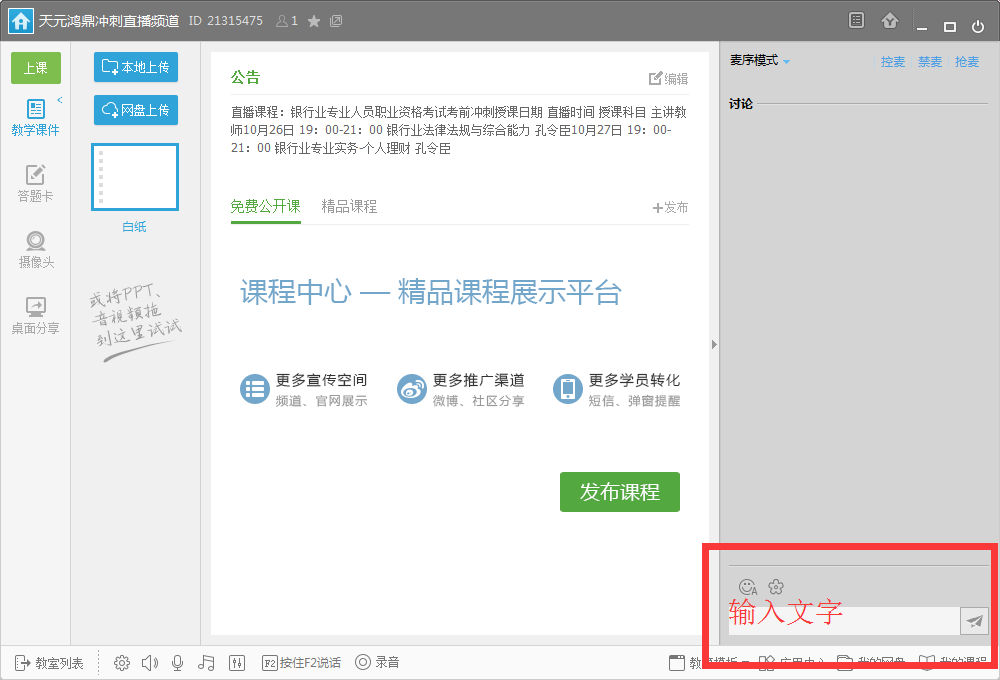 天元鸿鼎冲刺直播频道 ID 21315475 1
上课
教学课件
答题卡
摄像头
桌面分享
本地上传
网盘上传
白纸
或将PPT、
音视频拖
到这里试试
公告
编辑
直播课程：银行业专业人员职业资格考试考前冲刺授课日期 直播时间 授课科目 主讲教
师10月26日 19：00-21：00 银行业法律法规与综合能力 孔令臣10月27日 19：00-
21：00 银行业专业实务-个人理财 孔令臣
免费公开课 精品课程 +发布
课程中心 — 精品课程展示平台
更多宣传空间
频道、官网展示
更多推广渠道
微博、社区分享
更多学员转化
短信、弹窗提醒
发布课程
麦序模式 控麦 禁麦 抢麦
讨论
输入文字
教室列表 F2 按住F2说话 录音 教室模板 应用中心 我的网盘 我的课程